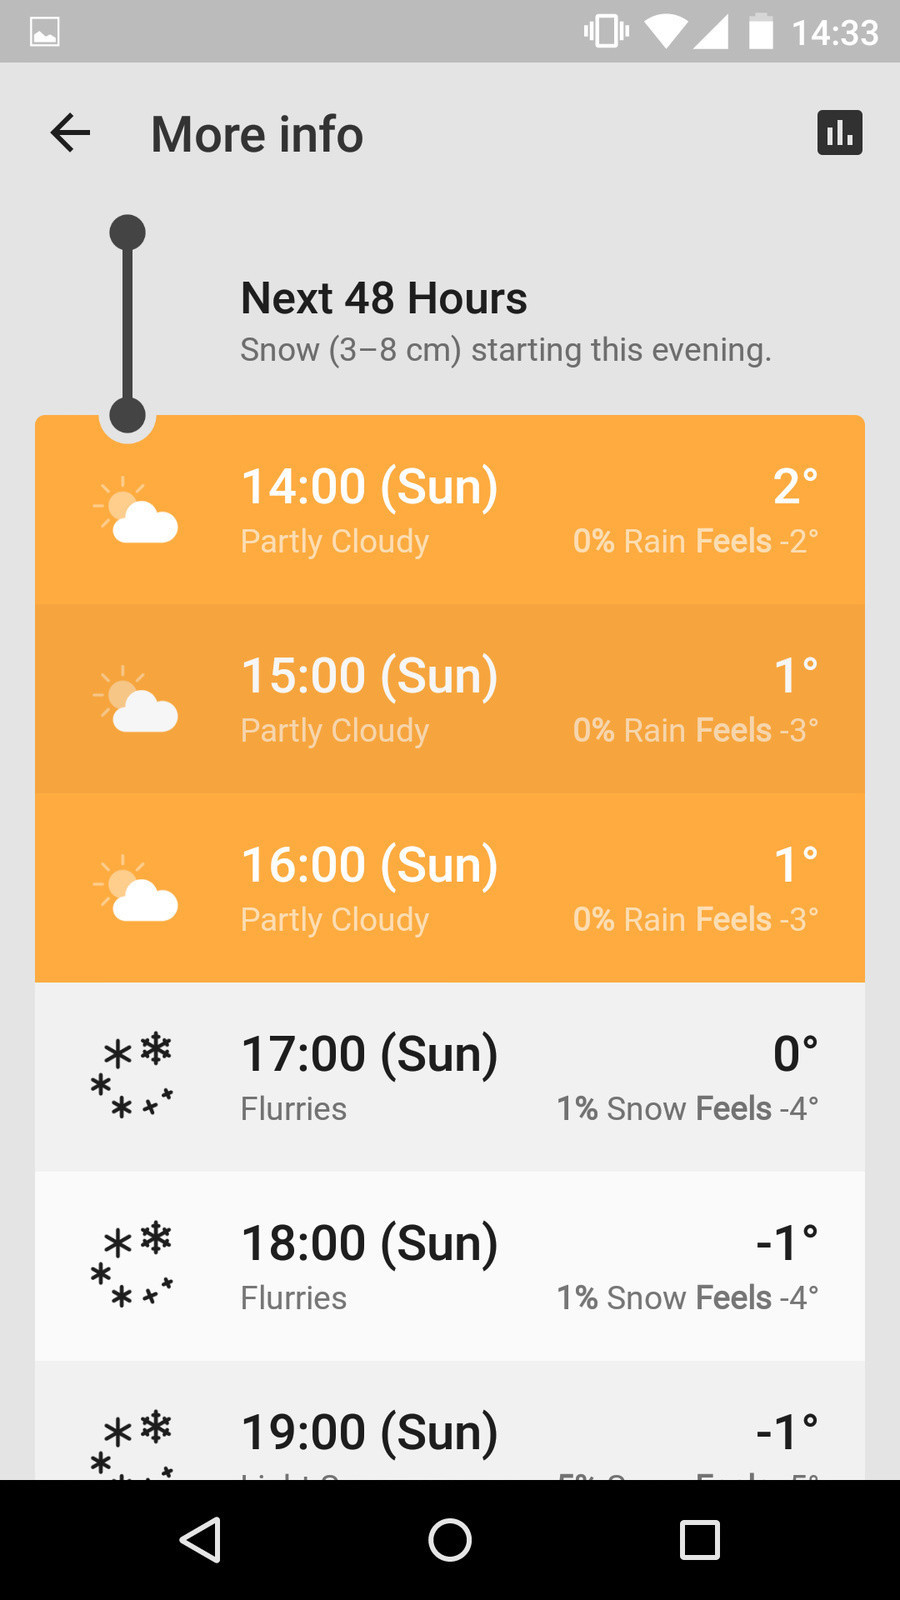 14:33
More info
Next 48 Hours
Snow (3–8 cm) starting this evening.
14:00 (Sun) 2°
Partly Cloudy 0% Rain Feels -2°
15:00 (Sun) 1°
Partly Cloudy 0% Rain Feels -3°
16:00 (Sun) 1°
Partly Cloudy 0% Rain Feels -3°
17:00 (Sun) 0°
Flurries 1% Snow Feels -4°
18:00 (Sun) -1°
Flurries 1% Snow Feels -4°
19:00 (Sun) -1°